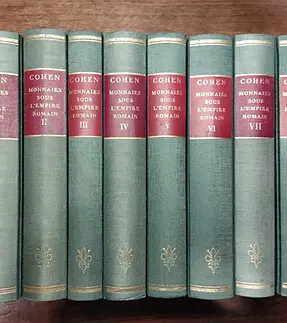 COHEN
MONNAIES
SOUS
L'EMPIRE
ROMAIN
II
COHEN
MONNAIES
SOUS
L'EMPIRE
ROMAIN
III
COHEN
MONNAIES
SOUS
L'EMPIRE
ROMAIN
IV
COHEN
MONNAIES
SOUS
L'EMPIRE
ROMAIN
V
COHEN
MONNAIES
SOUS
L'EMPIRE
ROMAIN
VI
COHEN
MONNAIES
SOUS
L'EMPIRE
ROMAIN
VII